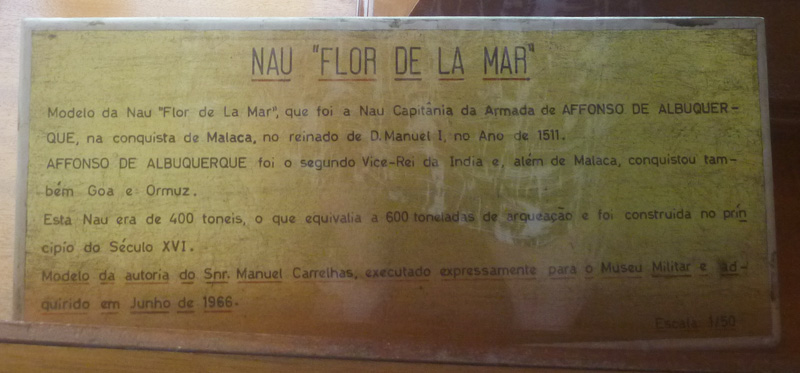 NAU "FLOR DE LA MAR"
Modelo da Nau "Flor de La Mar", que foi a Nau Capitânia da Armada de AFFONSO DE ALBUQUER-
QUE, na conquista de Malaca, no reinado de D. Manuel I, no Ano de 1511.
AFFONSO DE ALBUQUERQUE foi o segundo Vice-Rei da India e, além de Malaca, conquistou tam-
bém Goa e Ormuz.
Esta Nau era de 400 toneis, o que equivalia a 600 toneladas de arqueação e foi construida no prin
cipio do Século XVI.
Modelo da autoria do Snr. Manuel Carrelhas, executado expressamente para o Museu Militar e ad-
quirido em Junho de 1966.
Escala 1/50